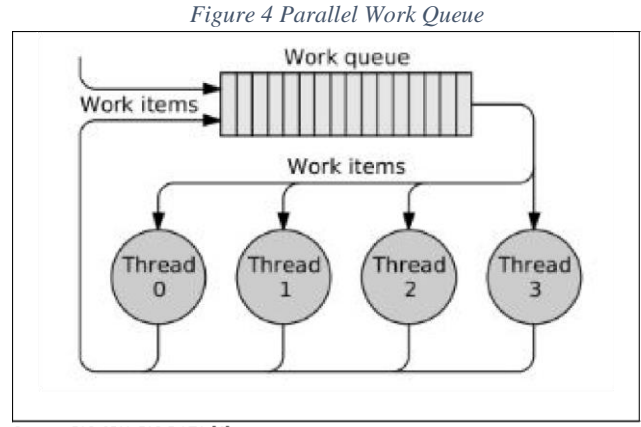 Figure 4 Parallel Work Queue
Work queue
Work items
Work items
Thread
0
Thread
1
Thread
2
Thread
3